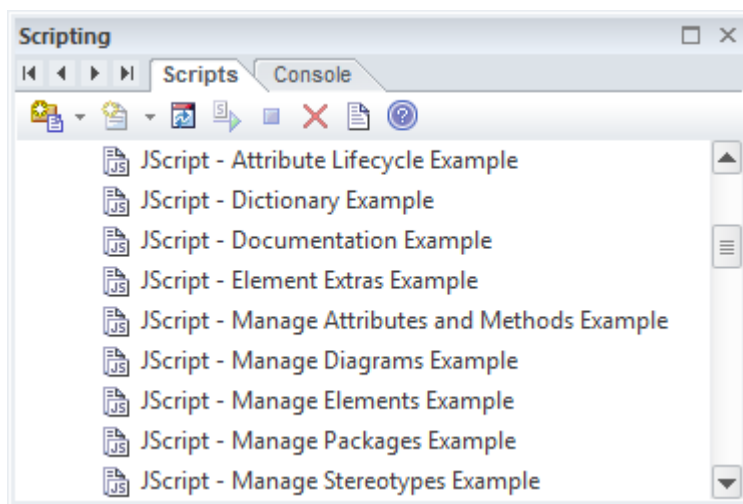 Scripting
Scripts Console
JScript - Attribute Lifecycle Example
JScript - Dictionary Example
JScript - Documentation Example
JScript - Element Extras Example
JScript - Manage Attributes and Methods Example
JScript - Manage Diagrams Example
JScript - Manage Elements Example
JScript - Manage Packages Example
JScript - Manage Stereotypes Example